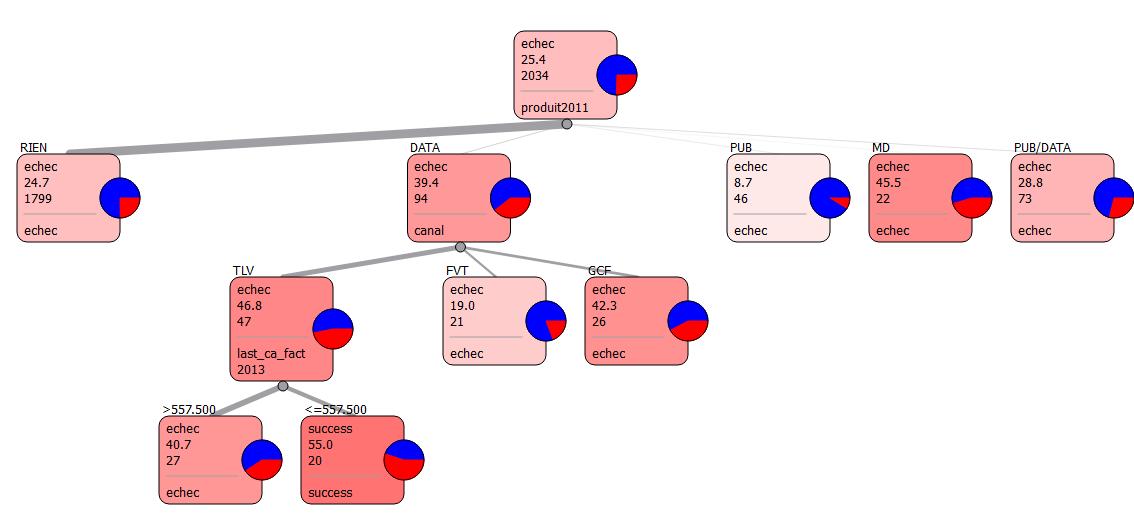 echec
25.4
2034
produit2011
RIEN
echec
24.7
1799
echec
DATA
echec
39.4
94
canal
PUB
echec
8.7
46
echec
MD
echec
45.5
22
echec
PUB/DATA
echec
28.8
73
echec
TLV
echec
46.8
47
last_ca_fact
2013
FVT
echec
19.0
21
echec
GCF
echec
42.3
26
echec
>557.500
echec
40.7
27
echec
<=557.500
success
55.0
20
success